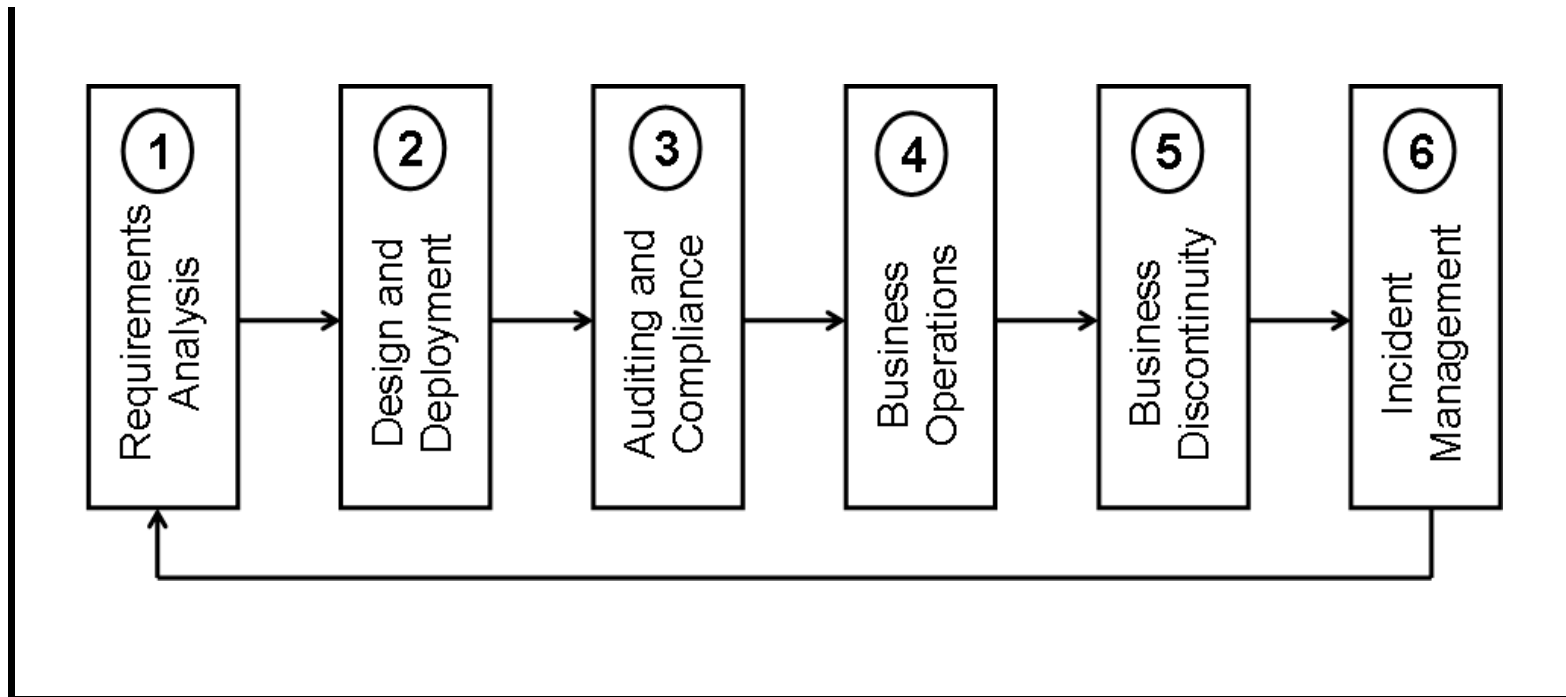 1
Requirements
Analysis
2
Design and
Deployment
3
Auditing and
Compliance
4
Business
Operations
5
Business
Discontinuity
6
Incident
Management